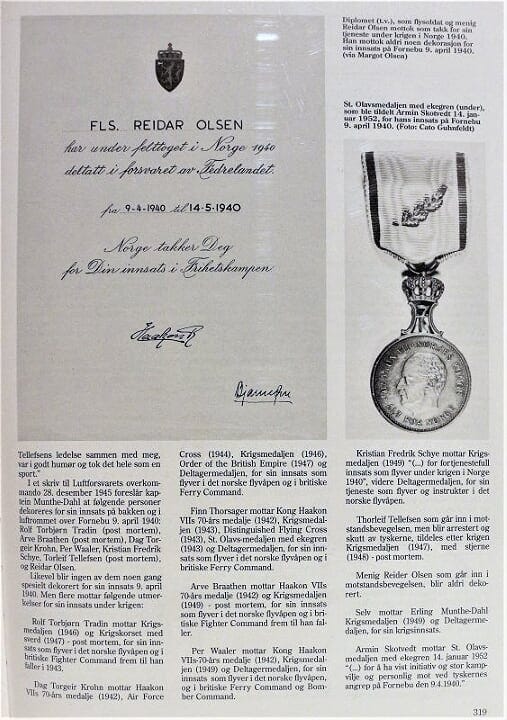 Diplomet (t.v.), som flysoldat og menig
Reidar Olsen mottok som takk for sin
tjeneste under krigen i Norge 1940.
Han mottok aldri noen dekorasjon for
sin innsats på Fornebu 9. april 1940.
(via Margot Olsen)
FLS. REIDAR OLSEN
har under felttoget i Norge 1940
deltatt i forsvaret av Fedrelandet.
fra 9-4-1940 til 14-5-1940
Norge takker Deg
for Din innsats i Frihetskampen
Haakon R
St. Olavsmedaljen med ekegren (under),
som ble tildelt Armin Skotvedt 14. jan-
uar 1952, for hans innsats på Fornebu
9. april 1940. (Foto: Cato Guhnfeldt)
Tellefsens ledelse sammen med meg,
var i godt humør og tok det hele som en
sport."
I et skriv til Luftforsvarets overkom-
mando 28. desember 1945 foreslår kap-
tein Munthe-Dahl at følgende personer
dekoreres for sin innsats på bakken og i
luftrommet over Fornebu 9. april 1940:
Rolf Torbjørn Tradin (post mortem),
Arve Braathen (post mortem), Dag Tor-
geir Krohn, Per Waaler, Kristian Fredrik
Schye, Torleif Tellefsen (post mortem),
og Reidar Olsen.
Likevel blir ingen av dem noen gang
spesielt dekorert for sin innsats 9. april
1940. Men flere mottar følgende utmer-
kelser for sin innsats under krigen:
Rolf Torbjørn Tradin mottar Krigs-
medaljen (1946) og Krigskorset med
sverd (1947) - post mortem, for sin inn-
sats som flyver i det norske flyvåpen og i
britiske Fighter Command frem til han
faller i 1943.
Dag Torgeir Krohn mottar Haakon
VIIs 70-års medalje (1942), Air Force
Cross (1944), Krigsmedaljen (1946),
Order of the British Empire (1947) og
Deltagermedaljen, for sin innsats som
flyver i det norske flyvåpen og i britiske
Ferry Command.
Finn Thorsager mottar Kong Haakon
VIIs 70-års medalje (1942), Krigsmedal-
jen (1943), Distinguished Flying Cross
(1943), St. Olavs-medaljen med ekegren
(1943) og Deltagermedaljen, for sin inn-
sats som flyver i det norske flyvåpen og
i britiske Ferry Command.
Arve Braathen mottar Haakon VIIs
70-års medalje (1942) og Krigsmedaljen
(1949) - post mortem, for sin innsats
som flyver i det norske flyvåpen og i bri-
tiske Fighter Command frem til han fal-
ler.
Per Waaler mottar Kong Haakon
VIIs-70-års medalje (1942), Krigsmedal-
jen (1949) og Deltagermedaljen, for sin
innsats som flyver i det norske flyvåpen
og i britiske Ferry Command og Bom-
ber Command.
Kristian Fredrik Schye mottar Krigs-
medaljen (1949) "(...) for fortjenestefull
innsats som flyver under krigen i Norge
1940", videre Deltagermedaljen, for sin
tjeneste som flyver og instruktør i det
norske flyvåpen.
Thorleif Tellefsen som går inn i mot-
standsbevegelsen, men blir arrestert og
skutt av tyskerne, tildeles etter krigen
Krigsmedaljen (1947), med stjerne
(1948) - post mortem.
Menig Reider Olsen som går inn i
motstandsbevegelsen, blir aldri deko-
rert.
Selv mottar Erling Munthe-Dahl
Krigsmedaljen (1949) og Deltagermeda-
ljen, for sin krigsinnsats.
Armin Skotvedt mottar St. Olavs-
medaljen med ekegren 14. januar 1952
"(...) for å ha vist initiativ og stor kamp-
vilje og personlig mot ved tyskernes
angrep på Fornebu den 9.4.1940."
319